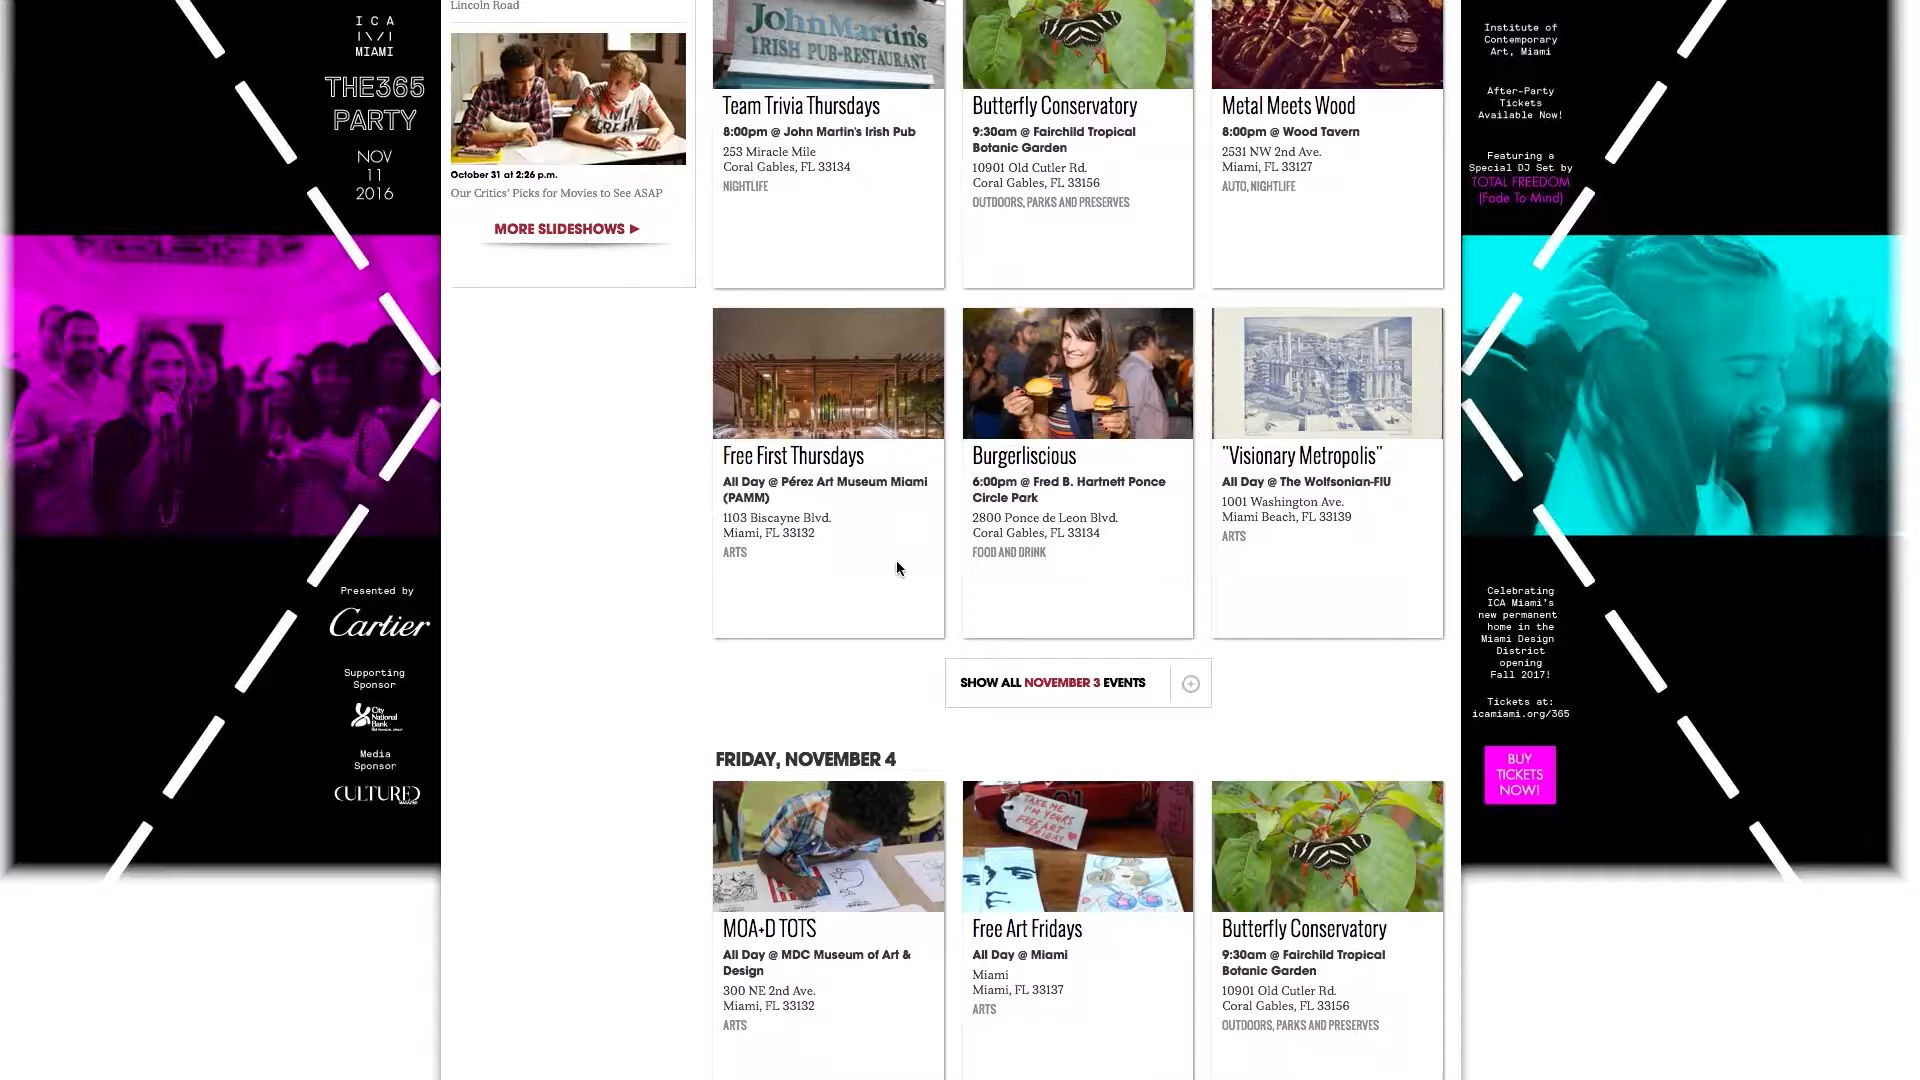 I C A
MIAMI
THE365
PARTY
NOV
11
2016
Presented by
Cartier
Supporting
Sponsor
City
National
Bank
Media
Sponsor
CULTURED
Lincoln Road
October 31 at 2:26 p.m.
Our Critics' Picks for Movies to See ASAP
MORE SLIDESHOWS ►
JohnMartin's
IRISH PUB-RESTAURANT
Team Trivia Thursdays
8:00pm @ John Martin's Irish Pub
253 Miracle Mile
Coral Gables, FL 33134
NIGHTLIFE
Butterfly Conservatory
9:30am @ Fairchild Tropical
Botanic Garden
10901 Old Cutler Rd.
Coral Gables, FL 33156
OUTDOORS, PARKS AND PRESERVES
Metal Meets Wood
8:00pm @ Wood Tavern
2531 NW 2nd Ave.
Miami, FL 33127
AUTO, NIGHTLIFE
Free First Thursdays
All Day @ Pérez Art Museum Miami
(PAMM)
1103 Biscayne Blvd.
Miami, FL 33132
ARTS
Burgerliscious
6:00pm @ Fred B. Hartnett Ponce
Circle Park
2800 Ponce de Leon Blvd.
Coral Gables, FL 33134
FOOD AND DRINK
"Visionary Metropolis"
All Day @ The Wolfsonian-FIU
1001 Washington Ave.
Miami Beach, FL 33139
ARTS
SHOW ALL NOVEMBER 3 EVENTS
FRIDAY, NOVEMBER 4
MOA+D TOTS
All Day @ MDC Museum of Art &
Design
300 NE 2nd Ave.
Miami, FL 33132
ARTS
TAKE ME
I'M YOURS
FREE ART
FRIDAY
Free Art Fridays
All Day @ Miami
Miami
Miami, FL 33137
ARTS
Butterfly Conservatory
9:30am @ Fairchild Tropical
Botanic Garden
10901 Old Cutler Rd.
Coral Gables, FL 33156
OUTDOORS, PARKS AND PRESERVES
Institute of
Contemporary
Art, Miami
After-Party
Tickets
Available Now!
Featuring a
Special DJ Set by
TOTAL FREEDOM
(Fade To Mind)
Celebrating
ICA Miami's
new permanent
home in the
Miami Design
District
opening
Fall 2017!
Tickets at:
icamiami.org/365
BUY
TICKETS
NOW!